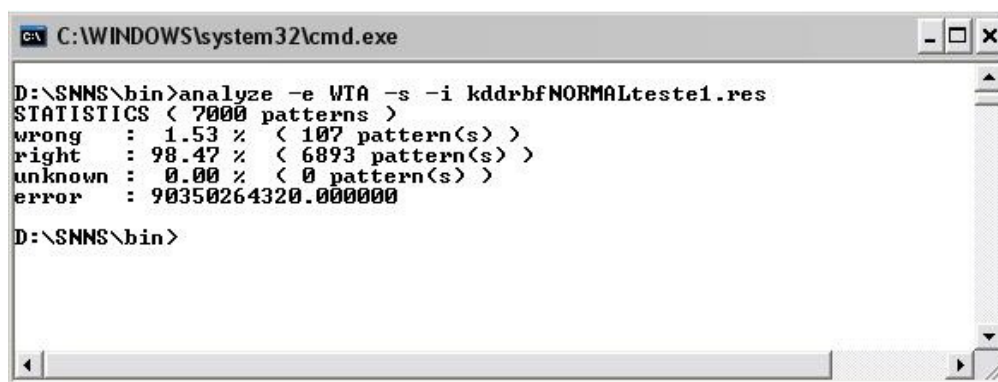 C:\WINDOWS\system32\cmd.exe
D:\SNNS\bin>analyze -e WTA -s -i kddrbfNORMALteste1.res
STATISTICS ( 7000 patterns )
wrong   :  1.53 %  ( 107 pattern(s) )
right   : 98.47 %  ( 6893 pattern(s) )
unknown :  0.00 %  ( 0 pattern(s) )
error   : 90350264320.000000
D:\SNNS\bin>